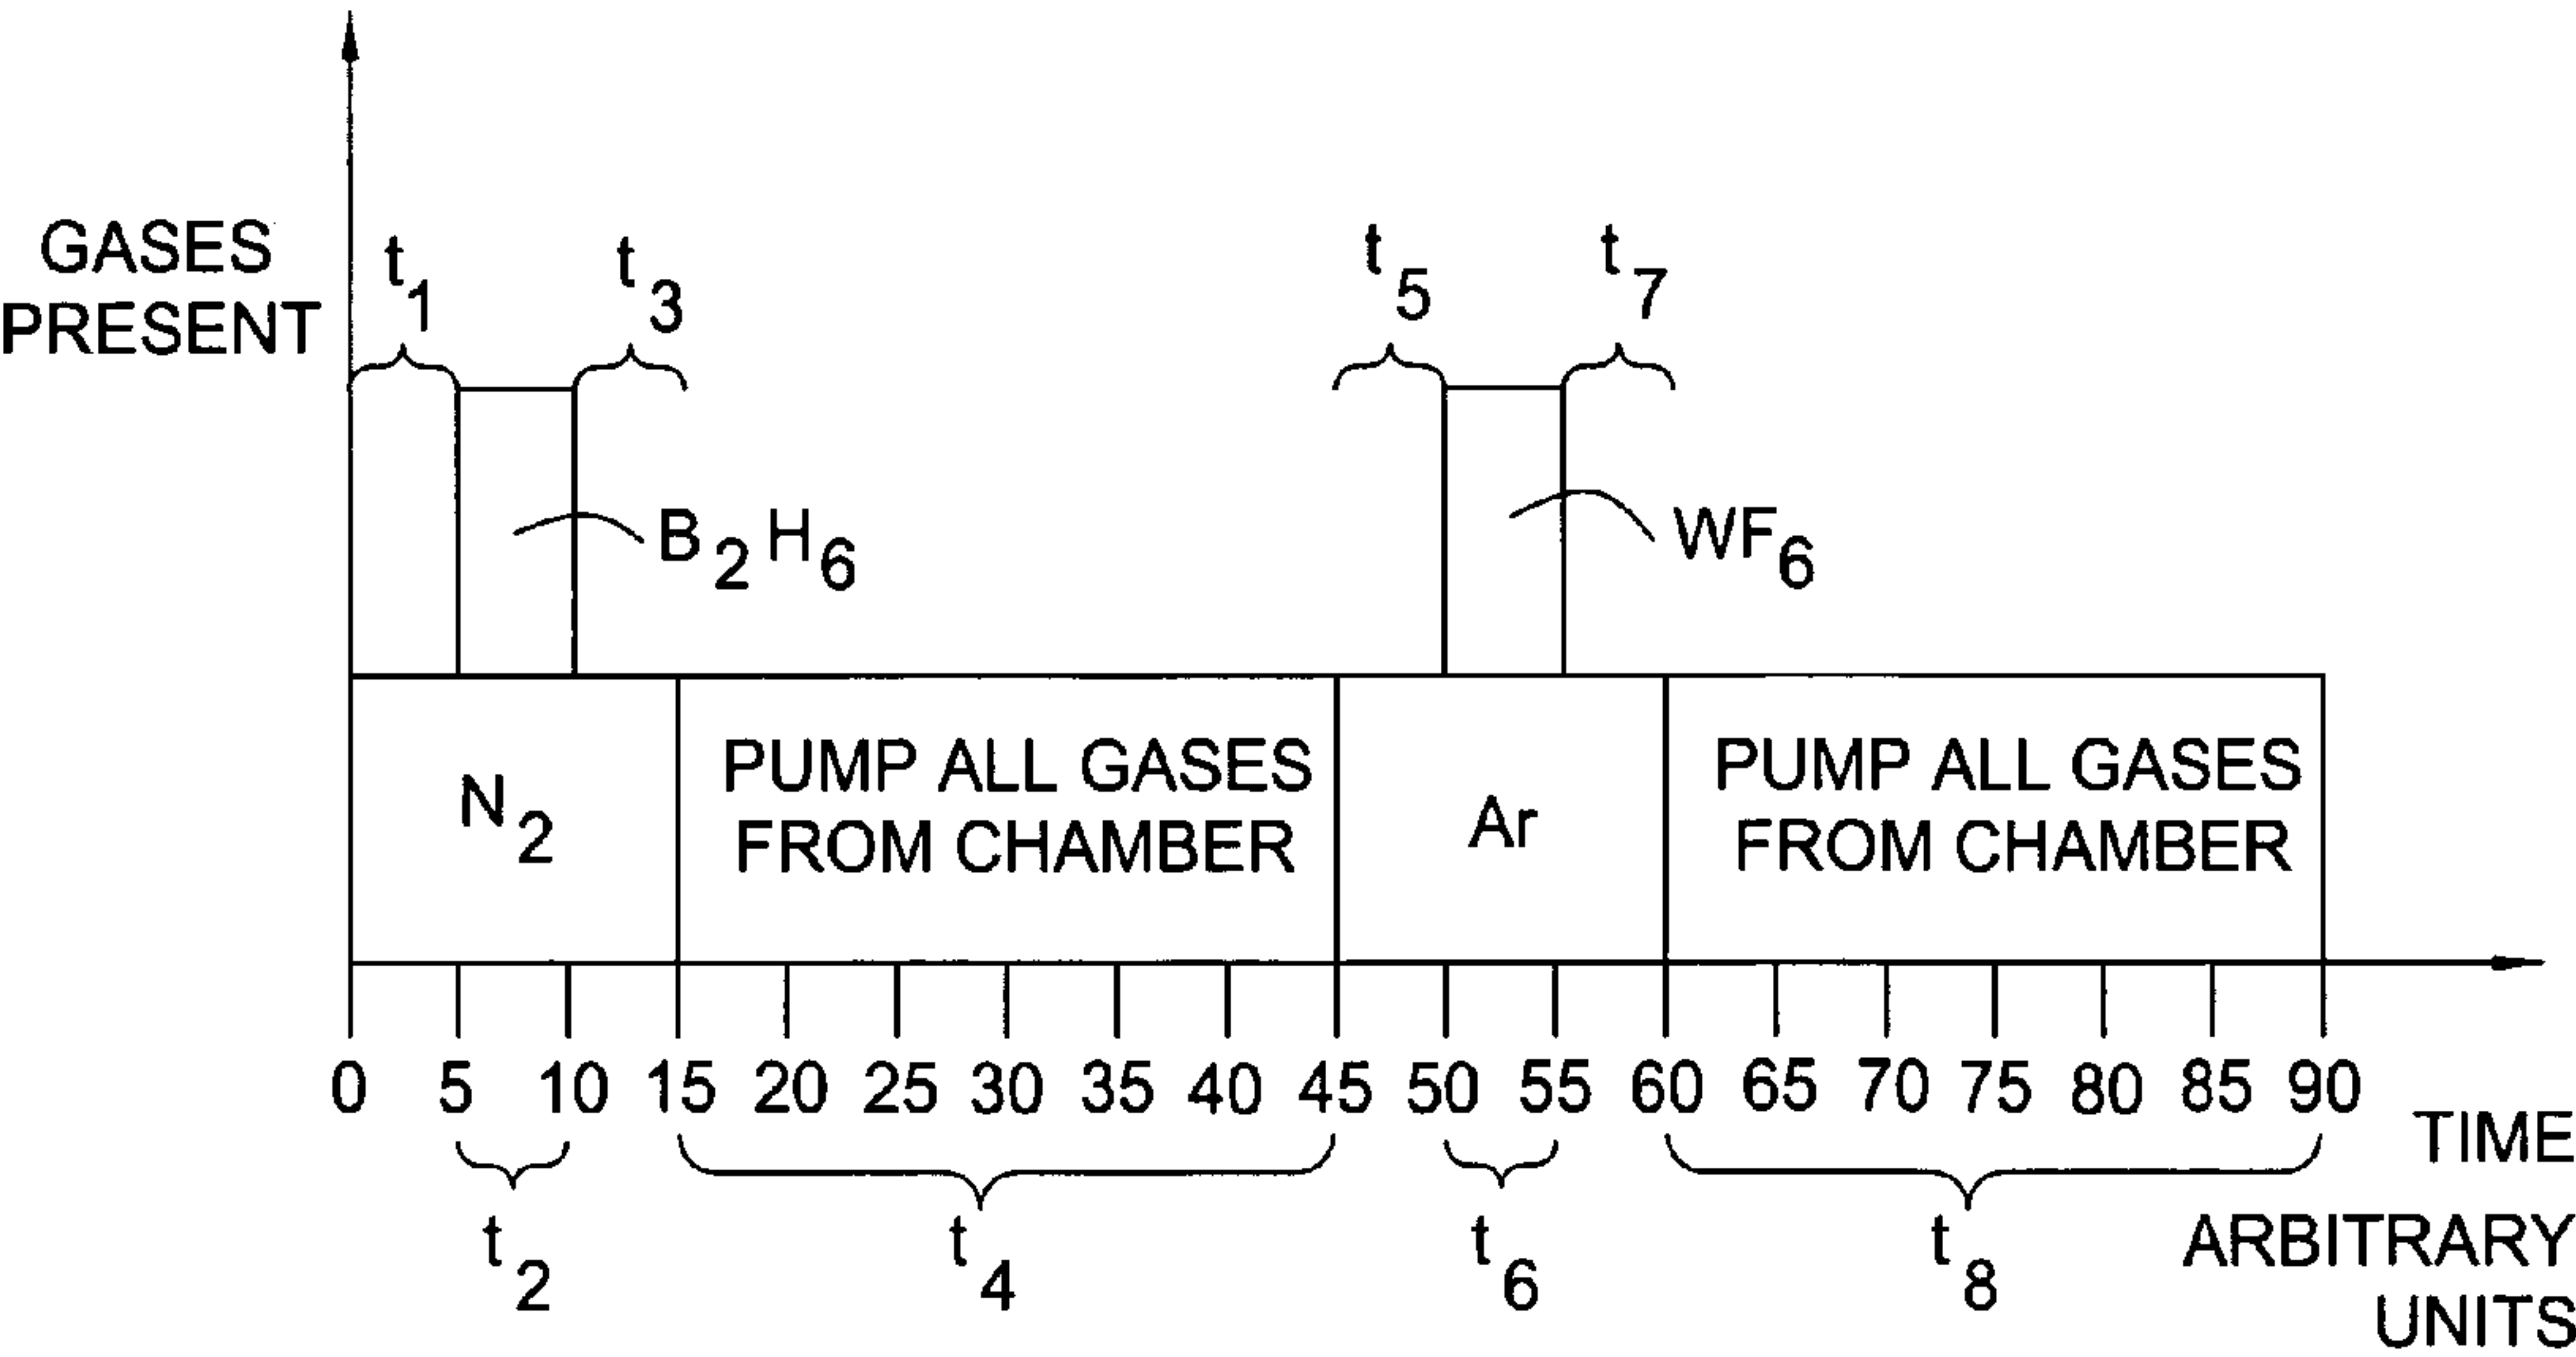 GASES
PRESENT
t1
t3
t5
t7
B2H6
WF6
N2
PUMP ALL GASES
FROM CHAMBER
Ar
PUMP ALL GASES
FROM CHAMBER
0 5 10 15 20 25 30 35 40 45 50 55 60 65 70 75 80 85 90
TIME
ARBITRARY
UNITS
t2
t4
t6
t8